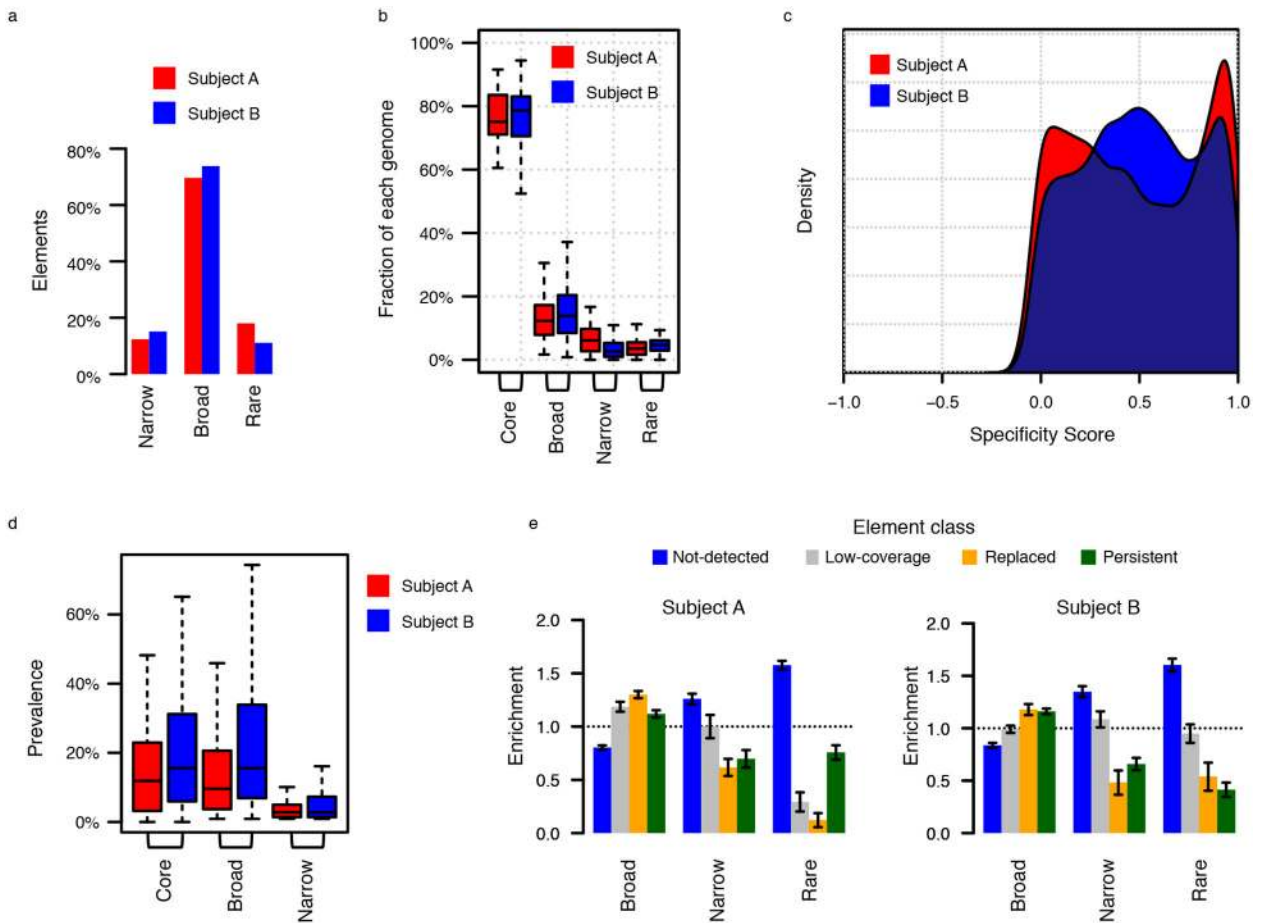 a
Subject A
Subject B
Elements
80%
60%
40%
20%
0%
Narrow
Broad
Rare
b
Subject A
Subject B
Fraction of each genome
100%
80%
60%
40%
20%
0%
Core
Broad
Narrow
Rare
c
Subject A
Subject B
Density
−1.0
−0.5
0.0
0.5
1.0
Specificity Score
d
Subject A
Subject B
Prevalence
60%
40%
20%
0%
Core
Broad
Narrow
e
Element class
Not-detected
Low-coverage
Replaced
Persistent
Subject A
Enrichment
2.0
1.5
1.0
0.5
0.0
Broad
Narrow
Rare
Subject B
Enrichment
2.0
1.5
1.0
0.5
0.0
Broad
Narrow
Rare